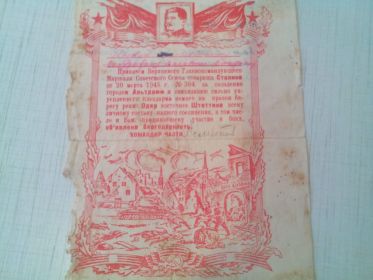 Приказом Верховного Главнокомандующего
Маршала Советского Союза товарища Сталина
от 20 марта 1945 г. № 304, за овладение
городом Альтдамм и ликвидацию сильно ук-
репленного плацдарма немцев на правом бе-
регу реки Одер восточнее Штеттина всему
личному составу нашего соединения, в том чис-
ле и Вам, принимавшему участие в боях,
объявлена благодарность.
КОМАНДИР ЧАСТИ